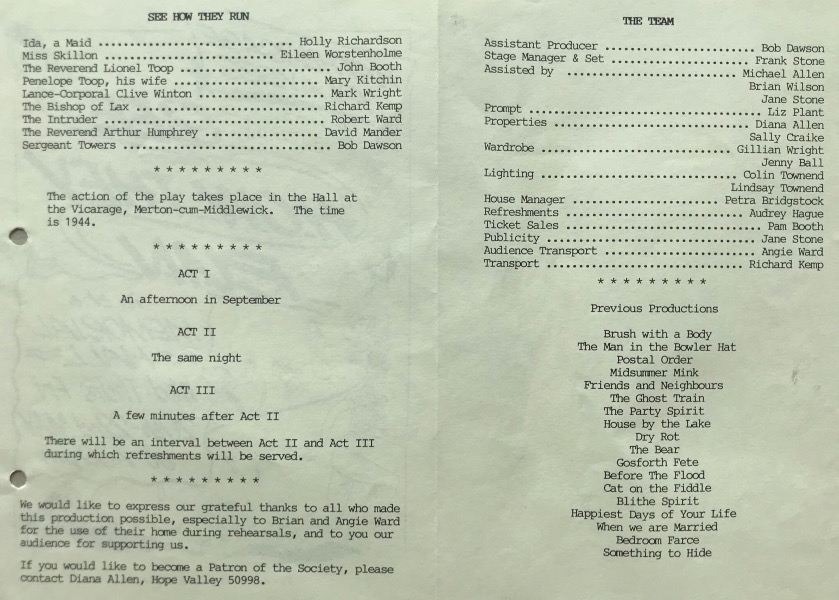 SEE HOW THEY RUN
Ida, a Maid ................................ Holly Richardson
Miss Skillon ............................ Eileen Worstenholme
The Reverend Lionel Toop ......................... John Booth
Penelope Toop, his wife ....................... Mary Kitchin
Lance-Corporal Clive Winton .................... Mark Wright
The Bishop of Lax ............................. Richard Kemp
The Intruder ................................... Robert Ward
The Reverend Arthur Humphrey .................. David Mander
Sergeant Towers ................................. Bob Dawson
* * * * * * * * *
The action of the play takes place in the Hall at
the Vicarage, Merton-cum-Middlewick. The time
is 1944.
* * * * * * * * *
ACT I
An afternoon in September
ACT II
The same night
ACT III
A few minutes after Act II
There will be an interval between Act II and Act III
during which refreshments will be served.
* * * * * * * * *
We would like to express our grateful thanks to all who made
this production possible, especially to Brian and Angie Ward
for the use of their home during rehearsals, and to you our
audience for supporting us.
If you would like to become a Patron of the Society, please
contact Diana Allen, Hope Valley 50998.
THE TEAM
Assistant Producer ........................ Bob Dawson
Stage Manager & Set ...................... Frank Stone
Assisted by ........................... Michael Allen
Brian Wilson
Jane Stone
Prompt .................................... Liz Plant
Properties .............................. Diana Allen
Sally Craike
Wardrobe ............................. Gillian Wright
Jenny Ball
Lighting .............................. Colin Townend
Lindsay Townend
House Manager ...................... Petra Bridgstock
Refreshments ........................... Audrey Hague
Ticket Sales .............................. Pam Booth
Publicity ................................ Jane Stone
Audience Transport ....................... Angie Ward
Transport .............................. Richard Kemp
* * * * * * * * *
Previous Productions
Brush with a Body
The Man in the Bowler Hat
Postal Order
Midsummer Mink
Friends and Neighbours
The Ghost Train
The Party Spirit
House by the Lake
Dry Rot
The Bear
Gosforth Fete
Before The Flood
Cat on the Fiddle
Blithe Spirit
Happiest Days of Your Life
When we are Married
Bedroom Farce
Something to Hide